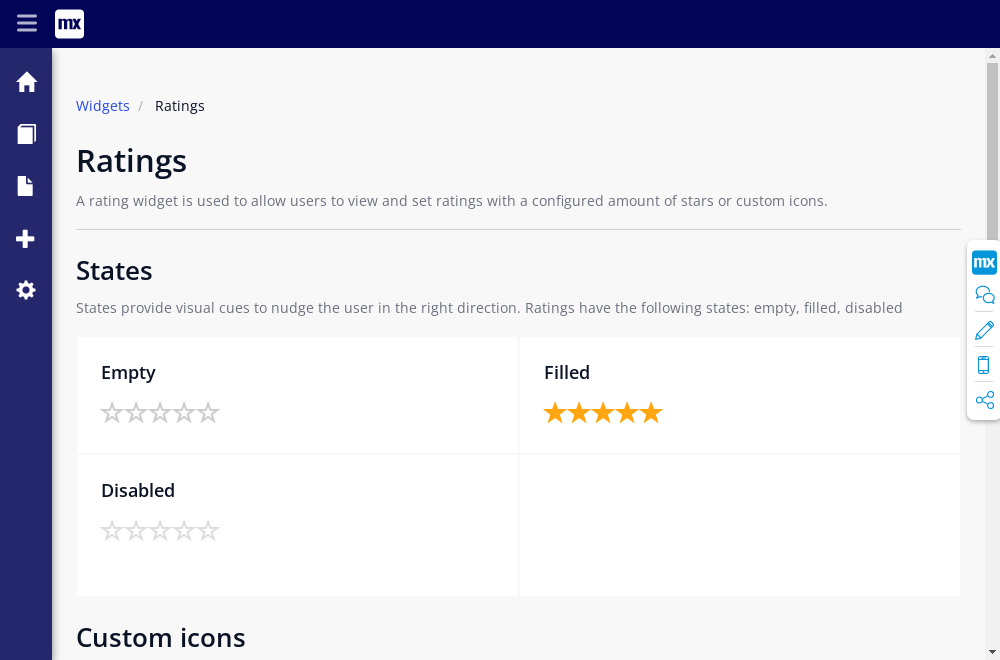 mx
Widgets / Ratings
Ratings
A rating widget is used to allow users to view and set ratings with a configured amount of stars or custom icons.
States
States provide visual cues to nudge the user in the right direction. Ratings have the following states: empty, filled, disabled
mx
Empty
Filled
Disabled
Custom icons